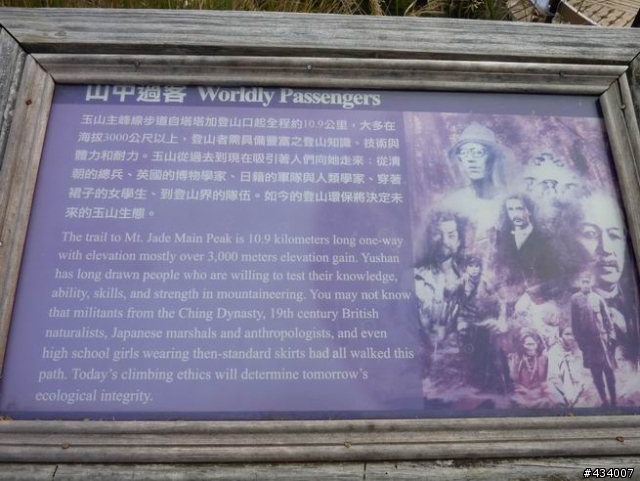 山中過客 Worldly Passengers
玉山主峰線步道自塔塔加登山口起全程約10.9公里，大多在
海拔3000公尺以上，登山者需具備豐富之登山知識、技術與
體力和耐力。玉山從過去到現在吸引著人們向她走來：從清
朝的總兵、英國的博物學家、日籍的軍隊與人類學家、穿著
裙子的女學生、到登山界的隊伍。如今的登山環保將決定未
來的玉山生態。
The trail to Mt. Jade Main Peak is 10.9 kilometers long one-way
with elevation mostly over 3,000 meters elevation gain. Yushan
has long drawn people who are willing to test their knowledge,
ability, skills, and strength in mountaineering. You may not know
that militants from the Ching Dynasty, 19th century British
naturalists, Japanese marshals and anthropologists, and even
high school girls wearing then-standard skirts had all walked this
path. Today's climbing ethics will determine tomorrow's
ecological integrity.
#434007